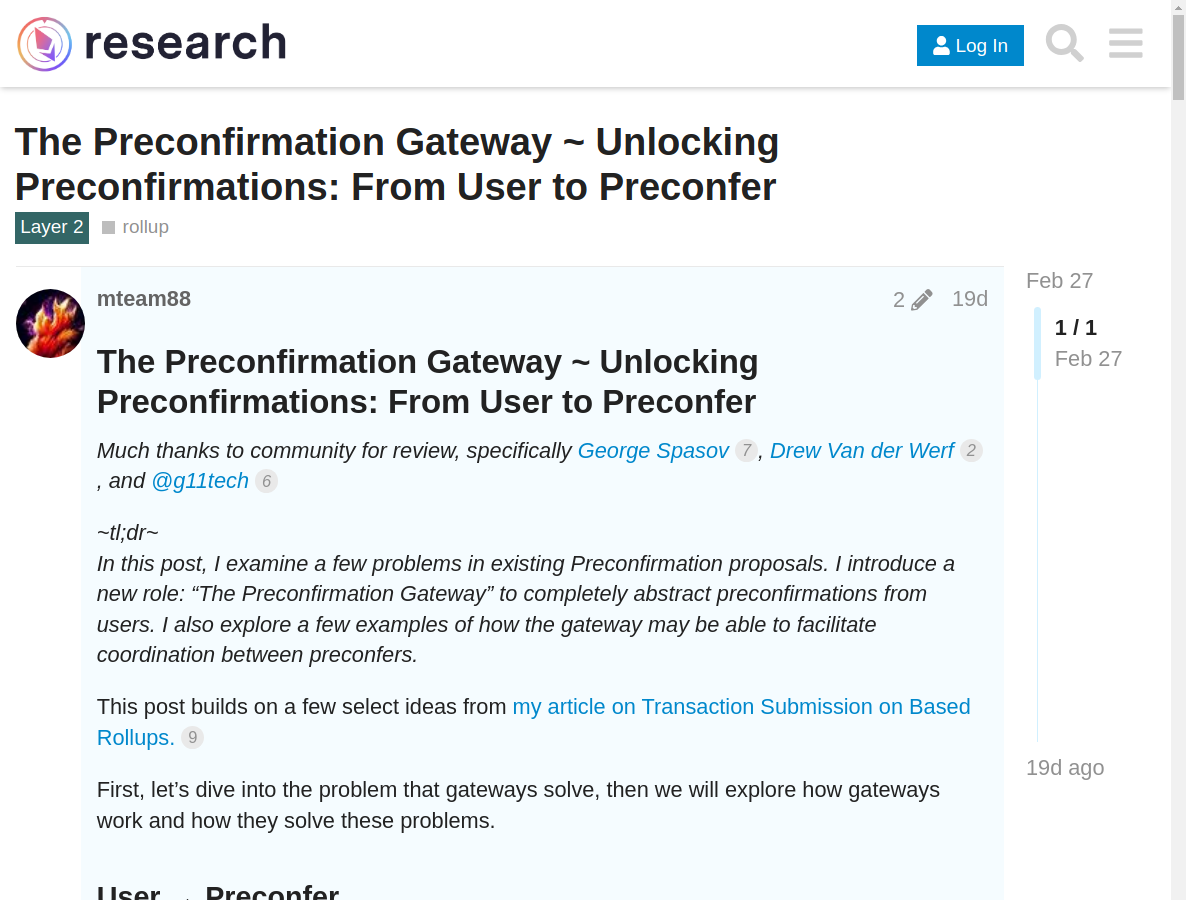 research
Log In
The Preconfirmation Gateway ~ Unlocking
Preconfirmations: From User to Preconfer
Layer 2 rollup
mteam88 2 19d
Feb 27
1 / 1
Feb 27
The Preconfirmation Gateway ~ Unlocking
Preconfirmations: From User to Preconfer
Much thanks to community for review, specifically George Spasov 7, Drew Van der Werf 2
, and @g11tech 6
~tl;dr~
In this post, I examine a few problems in existing Preconfirmation proposals. I introduce a
new role: “The Preconfirmation Gateway” to completely abstract preconfirmations from
users. I also explore a few examples of how the gateway may be able to facilitate
coordination between preconfers.
This post builds on a few select ideas from my article on Transaction Submission on Based
Rollups. 9
19d ago
First, let’s dive into the problem that gateways solve, then we will explore how gateways
work and how they solve these problems.
User → Preconfer